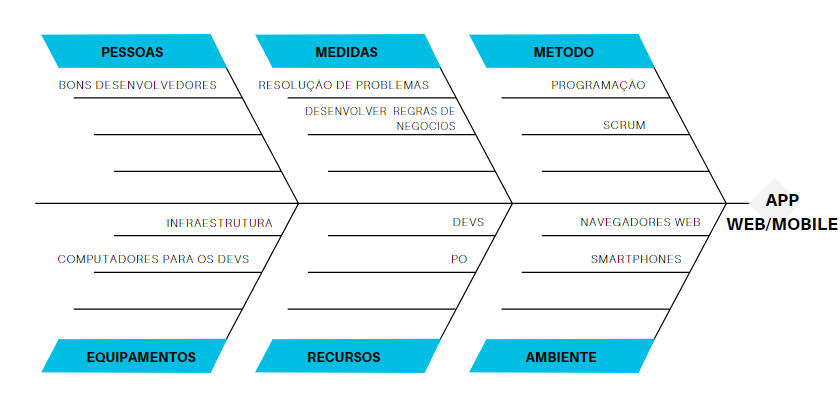 PESSOAS
MEDIDAS
METODO
BONS DESENVOLVEDORES
RESOLUÇÃO DE PROBLEMAS
PROGRAMAÇÃO
DESENVOLVER REGRAS DE
NEGOCIOS
SCRUM
APP
WEB/MOBILE
INFRAESTRUTURA
DEVS
NAVEGADORES WEB
COMPUTADORES PARA OS DEVS
PO
SMARTPHONES
EQUIPAMENTOS
RECURSOS
AMBIENTE